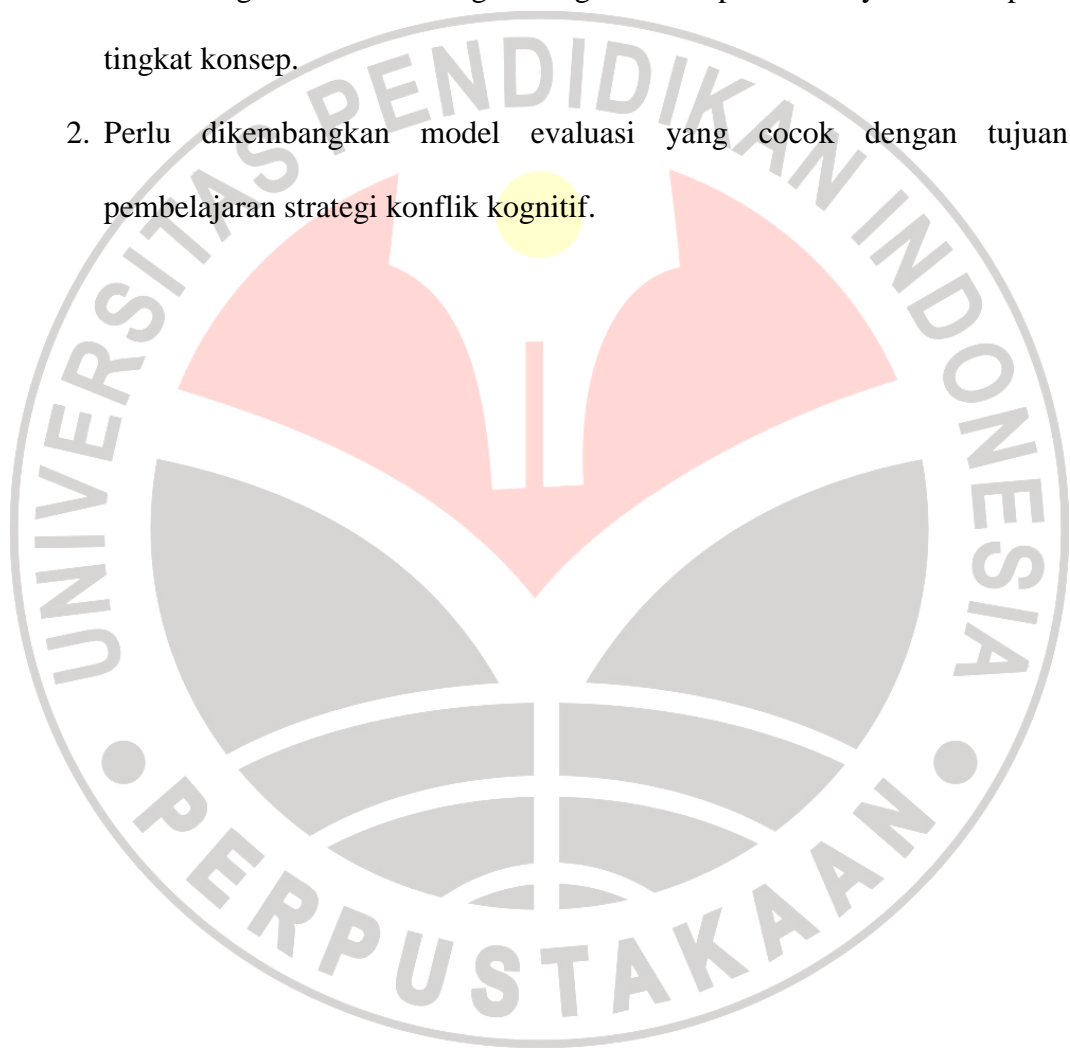 tingkat konsep.
2. Perlu dikembangkan model evaluasi yang cocok dengan tujuan
pembelajaran strategi konflik kognitif.
UNIVERSITAS PENDIDIKAN INDONESIA
PERPUSTAKAAN